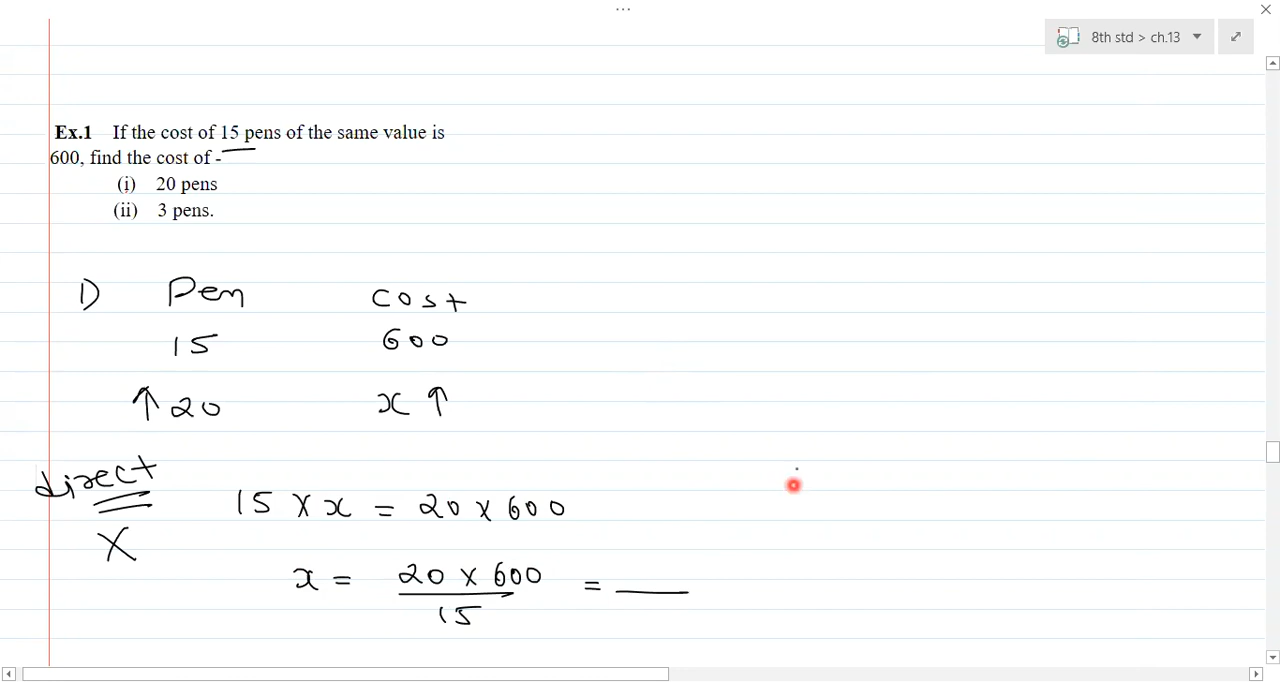 8th std > ch.13
Ex.1 If the cost of 15 pens of the same value is
600, find the cost of -
(i) 20 pens
(ii) 3 pens.
1) Pen cost
15 600
↑ 20 x ↑
direct
X
15 × x = 20 × 600
x = 20 × 600 = ___
15